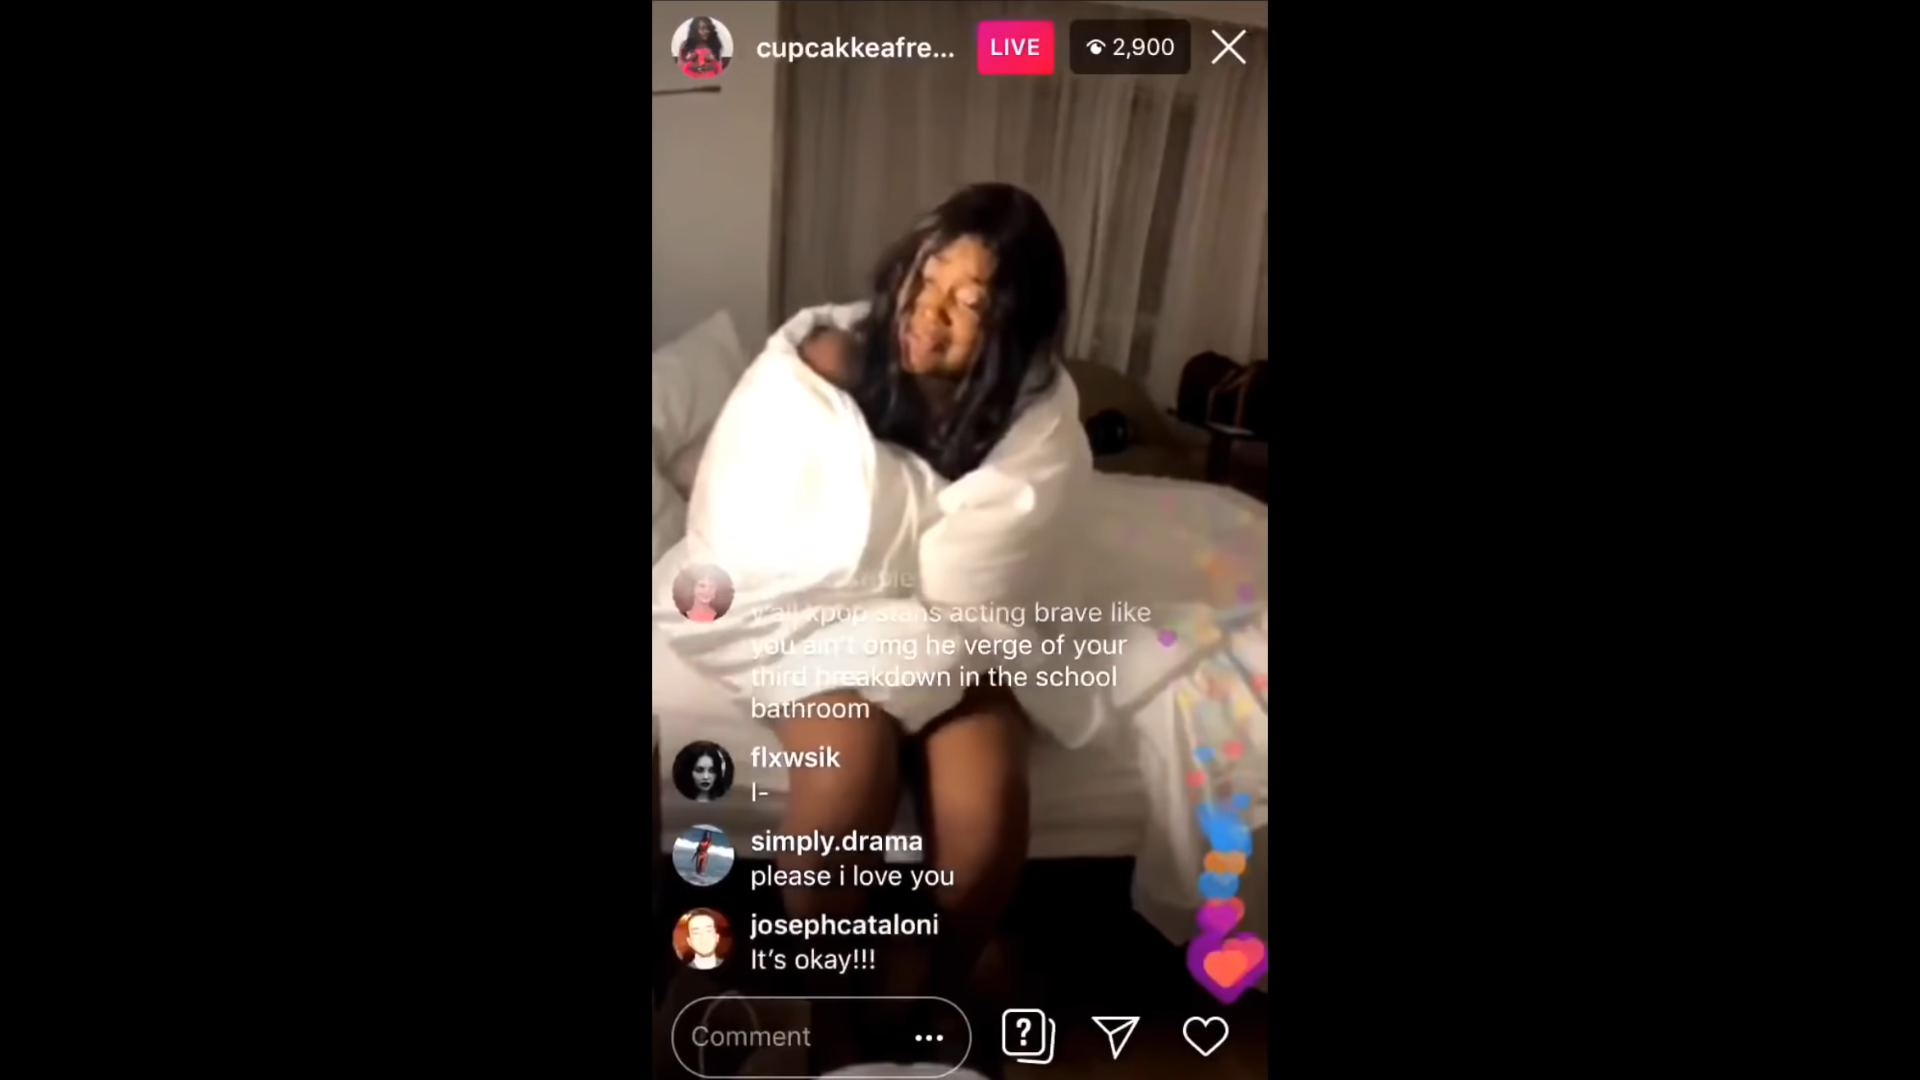 cupcakkeafre...
LIVE
2,900
y'all kpop stans acting brave like
you ain't omg he verge of your
third breakdown in the school
bathroom
flxwsik
I-
simply.drama
please i love you
josephcataloni
It's okay!!!
Comment